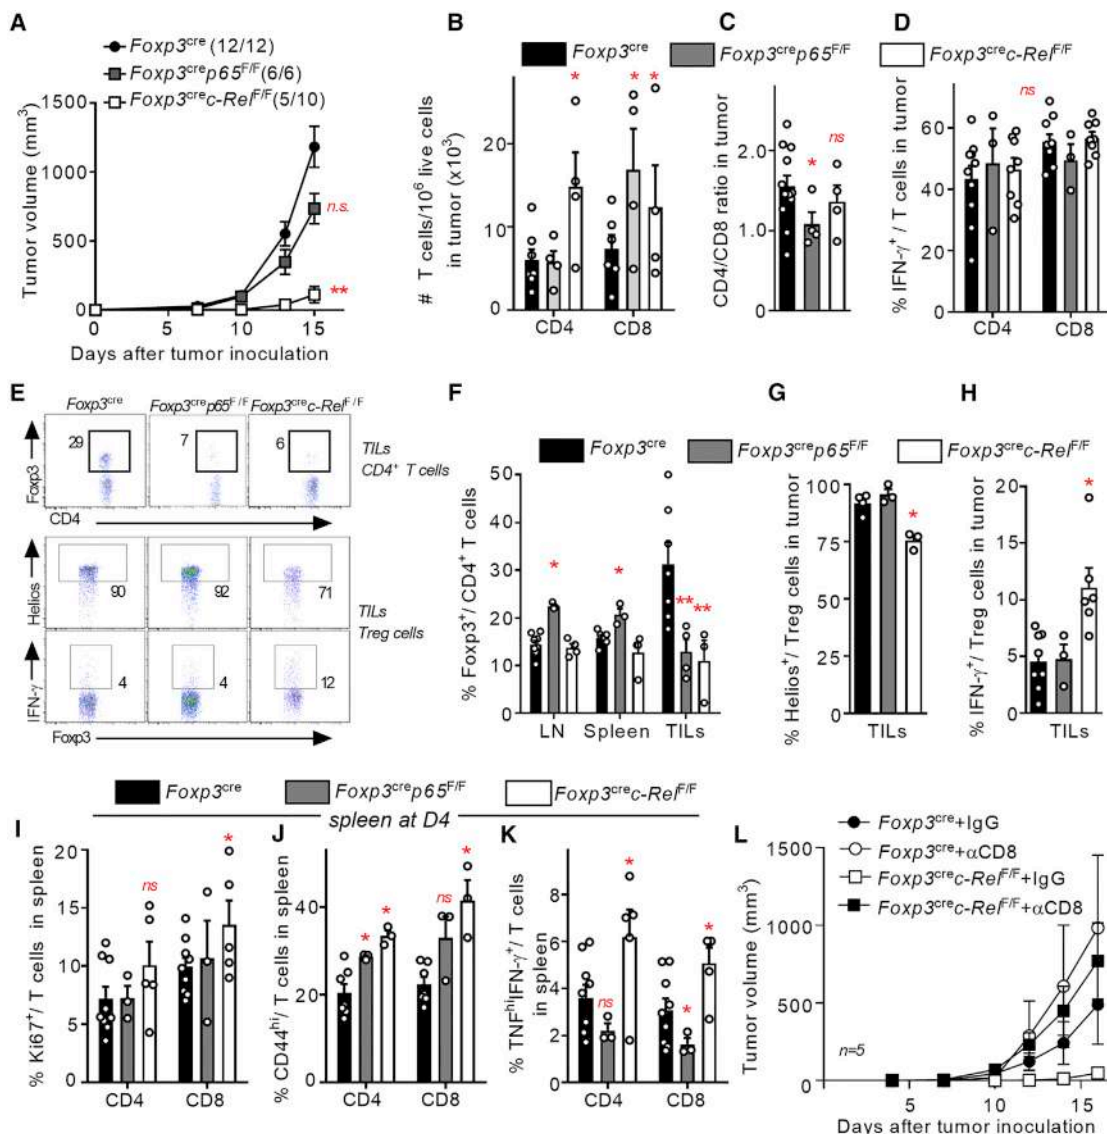 A
Foxp3cre (12/12)
Foxp3crep65F/F(6/6)
Foxp3crec-RelF/F(5/10)
Tumor volume (mm3)
1500
1000
500
0
n.s.
**
0 5 10 15
Days after tumor inoculation
B C D
Foxp3cre Foxp3crep65F/F Foxp3crec-RelF/F
# T cells/10⁶ live cells
in tumor (x10³)
20
10
0
* * *
CD4 CD8
CD4/CD8 ratio in tumor
2.0
1.0
0
* ns
% IFN-γ+/ T cells in tumor
80
60
40
20
0
ns
CD4 CD8
E
Foxp3cre Foxp3crep65F/F Foxp3crec-RelF/F
29 7 6
Foxp3
CD4
TILs
CD4+ T cells
Helios
90 92 71
TILs
Treg cells
IFN-γ
4 4 12
Foxp3
F G H
Foxp3cre Foxp3crep65F/F Foxp3crec-RelF/F
% Foxp3+/ CD4+ T cells
50
40
30
20
10
0
* * ** **
LN Spleen TILs
% Helios+/ Treg cells in tumor
100
75
50
25
0
*
TILs
% IFN-γ+/ Treg cells in tumor
20
15
10
5
0
*
TILs
Foxp3cre Foxp3crep65F/F Foxp3crec-RelF/F
spleen at D4
I
% Ki67+/ T cells in spleen
20
15
10
5
0
ns *
CD4 CD8
J
% CD44hi/ T cells in spleen
40
20
0
* * ns *
CD4 CD8
K
% TNFhiIFN-γ+/ T cells
in spleen
8
6
4
2
0
ns * * *
CD4 CD8
L
Foxp3cre+IgG
Foxp3cre+αCD8
Foxp3crec-RelF/F+IgG
Foxp3crec-RelF/F+αCD8
Tumor volume (mm3)
1500
1000
500
0
n=5
5 10 15
Days after tumor inoculation